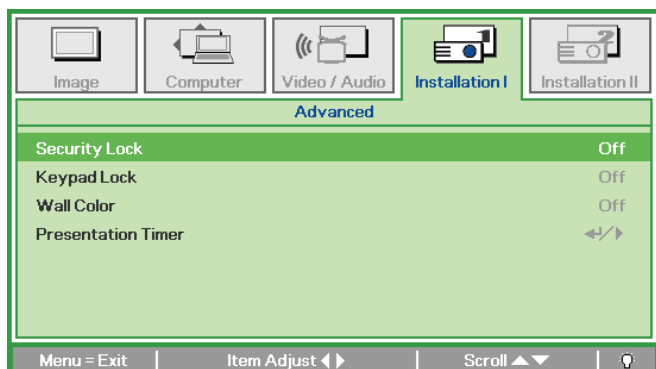 Image
Computer
Video / Audio
Installation I
Installation II
Advanced
Security Lock Off
Keypad Lock Off
Wall Color Off
Presentation Timer
Menu = Exit
Item Adjust
Scroll